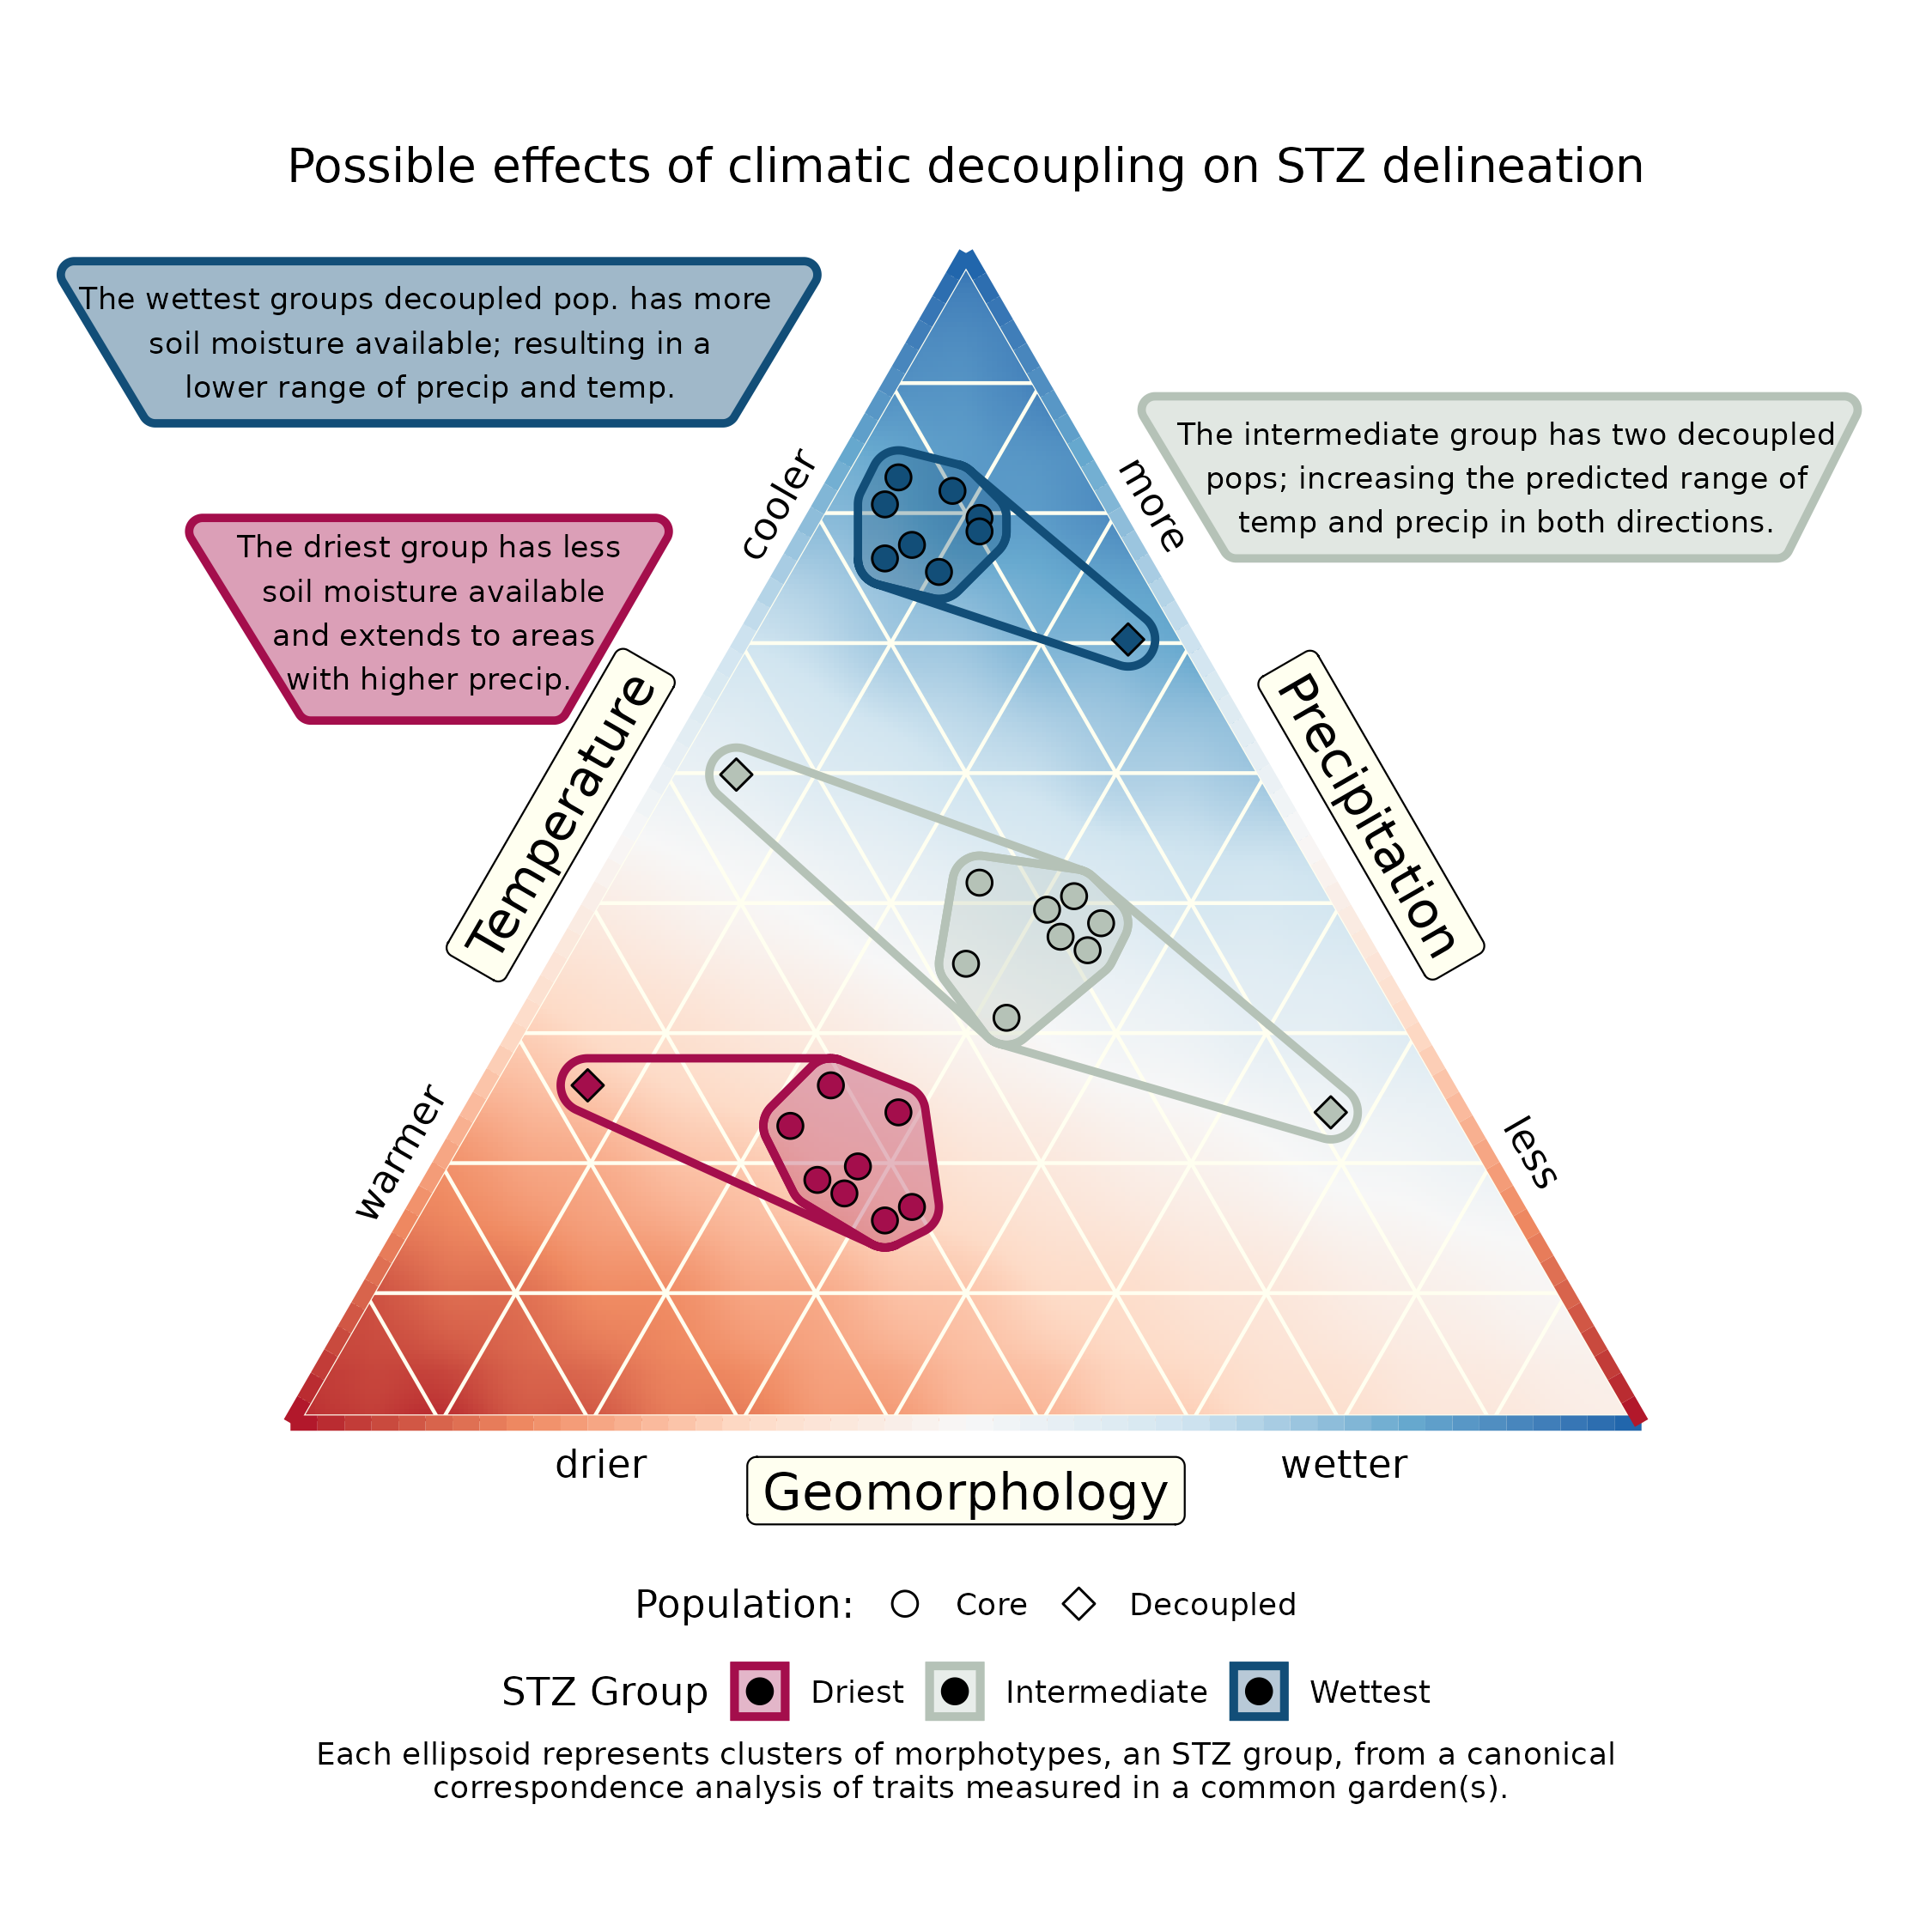 Possible effects of climatic decoupling on STZ delineation
The wettest groups decoupled pop. has more
soil moisture available; resulting in a
lower range of precip and temp.
The intermediate group has two decoupled
pops; increasing the predicted range of
temp and precip in both directions.
The driest group has less
soil moisture available
and extends to areas
with higher precip.
cooler
Temperature
warmer
more
Precipitation
less
drier
wetter
Geomorphology
Population: Core Decoupled
STZ Group Driest Intermediate Wettest
Each ellipsoid represents clusters of morphotypes, an STZ group, from a canonical
correspondence analysis of traits measured in a common garden(s).